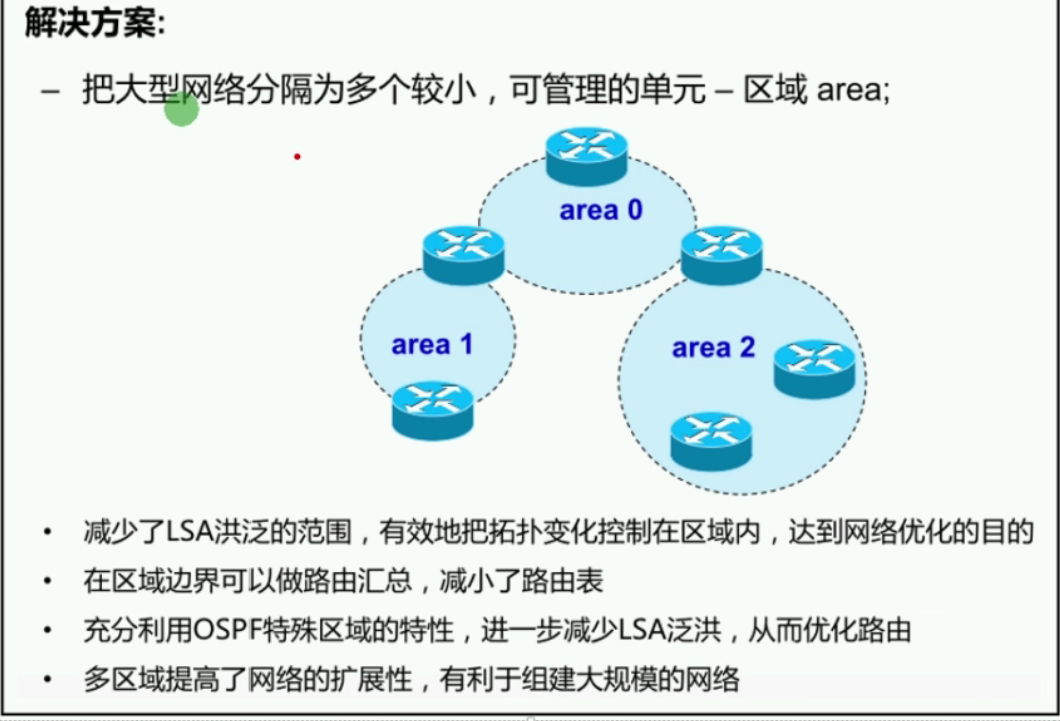 解决方案:
– 把大型网络分隔为多个较小，可管理的单元 – 区域 area;
area 0
area 1
area 2
• 减少了LSA洪泛的范围，有效地把拓扑变化控制在区域内，达到网络优化的目的
• 在区域边界可以做路由汇总，减小了路由表
• 充分利用OSPF特殊区域的特性，进一步减少LSA泛洪，从而优化路由
• 多区域提高了网络的扩展性，有利于组建大规模的网络